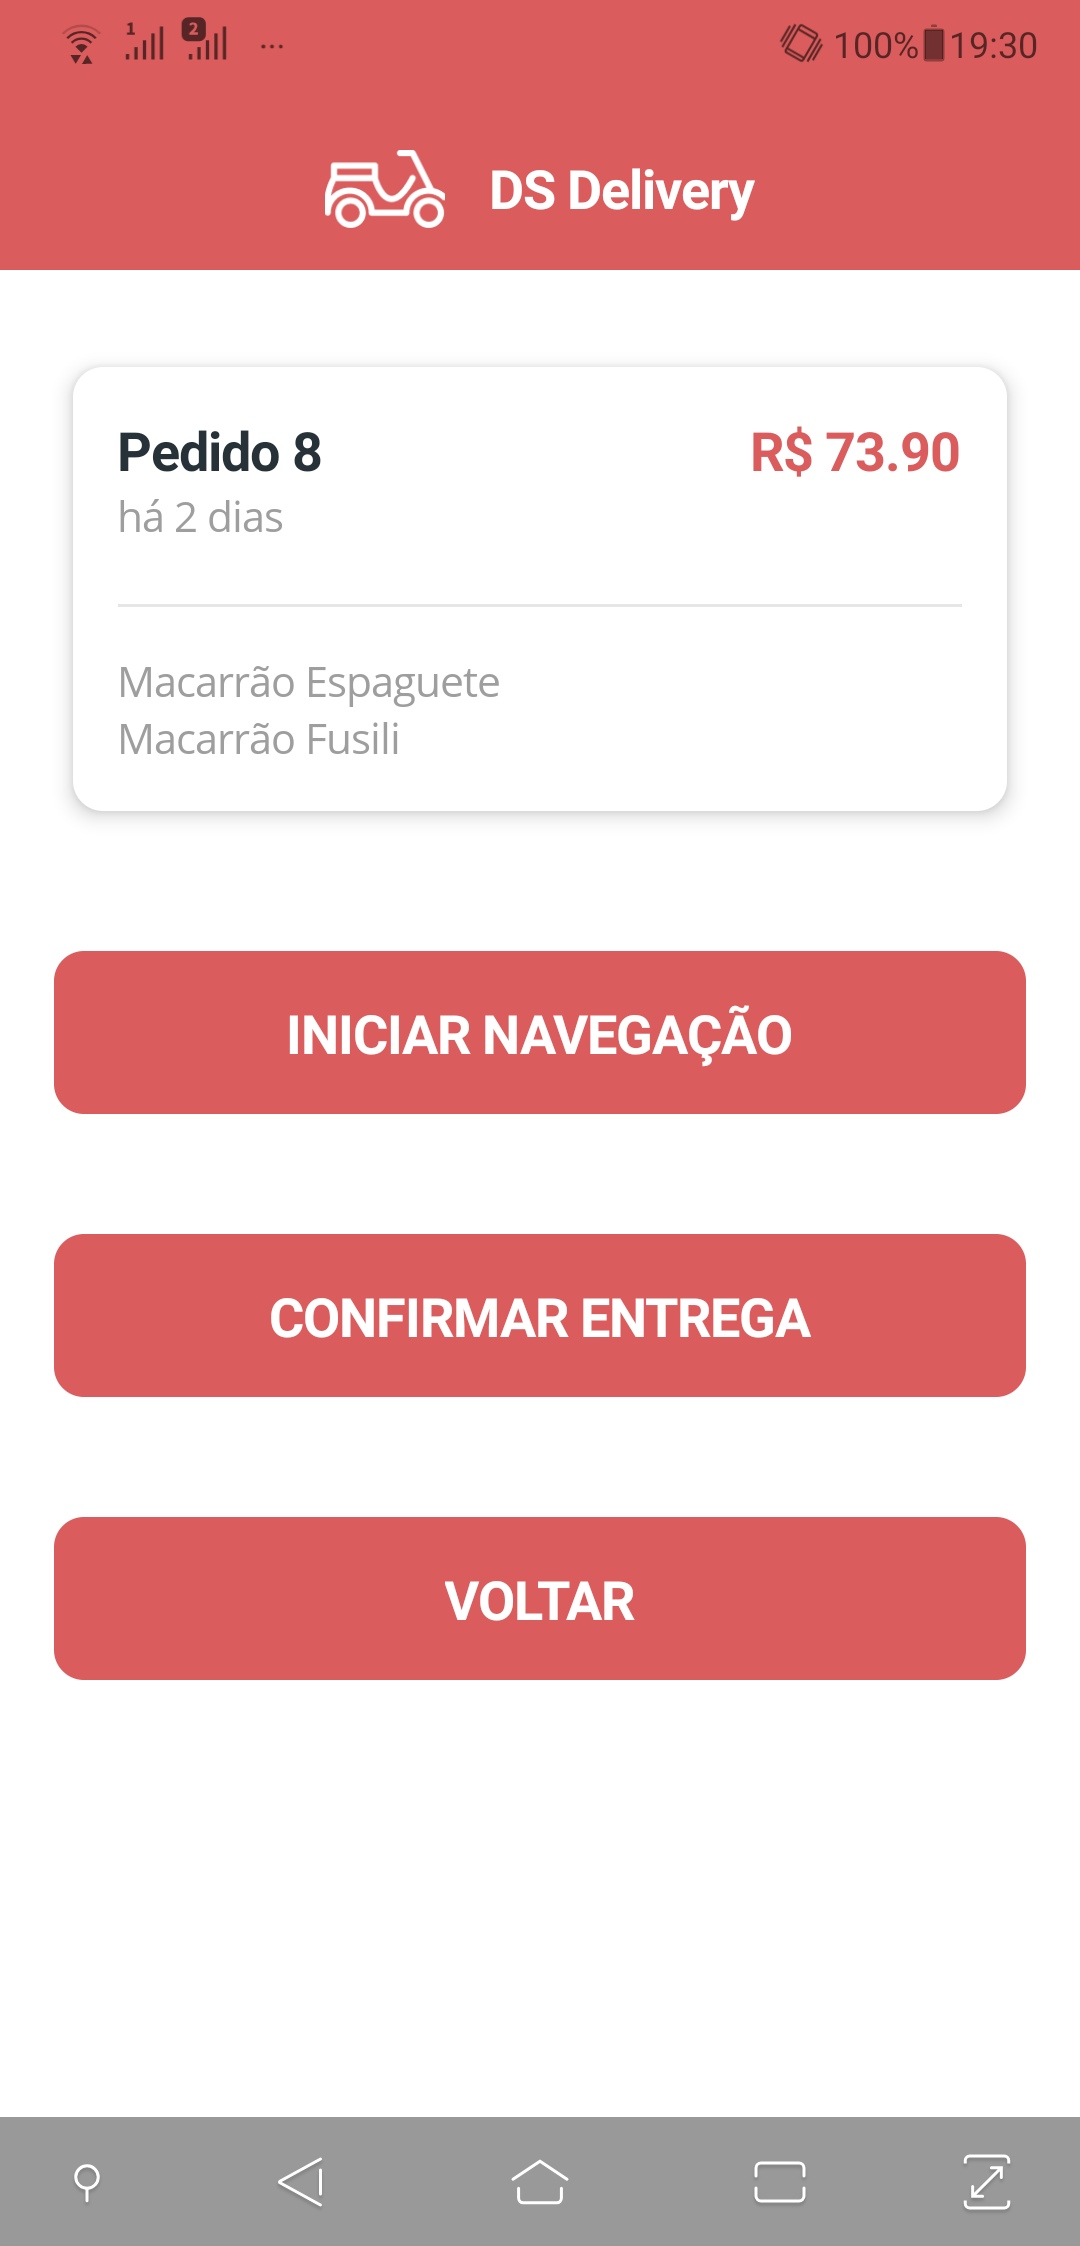 1 2 ... 100% 19:30
DS Delivery
Pedido 8 R$ 73.90
há 2 dias
Macarrão Espaguete
Macarrão Fusili
INICIAR NAVEGAÇÃO
CONFIRMAR ENTREGA
VOLTAR